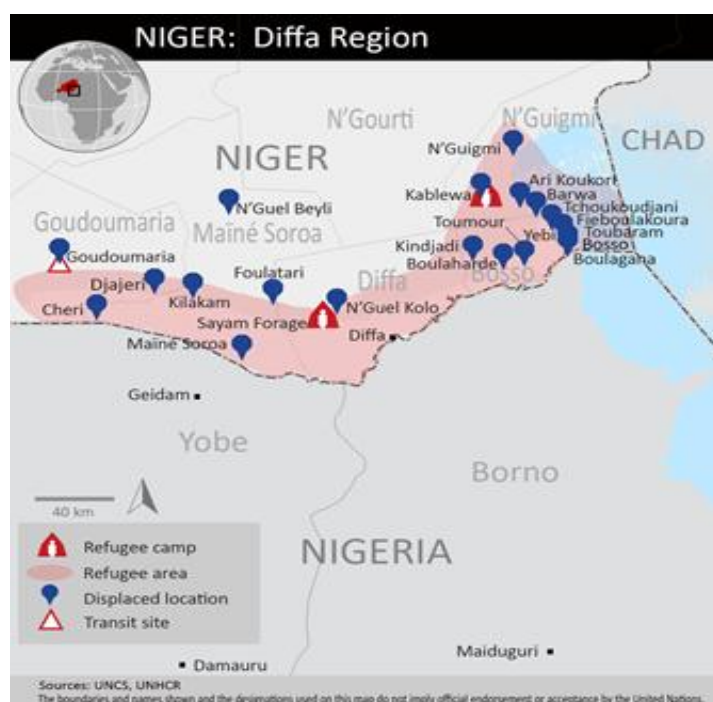 NIGER: Diffa Region
N'Gourti
N'Guigmi
CHAD
N'Guigmi
NIGER
Ari Koukori
Kablewa
Barwa
N'Guel Beyli
Tchoukoudjani
Goudoumaria
Toumour
Fieboulakoura
Maïné Soroa
Yebi
Toubaram
Kindjadi
Bosso
Goudoumaria
Foulatari
Boulaharde
Boulagana
Djajeri
Diffa
Bosso
Kilakam
N'Guel Kolo
Cheri
Sayam Forage
Diffa
Maïne Soroa
Geidam
Yobe
Borno
40 km
Refugee camp
NIGERIA
Refugee area
Displaced location
Transit site
Maiduguri
Damauru
Sources: UNCS, UNHCR
The boundaries and names shown and the designations used on this map do not imply official endorsement or acceptance by the United Nations.